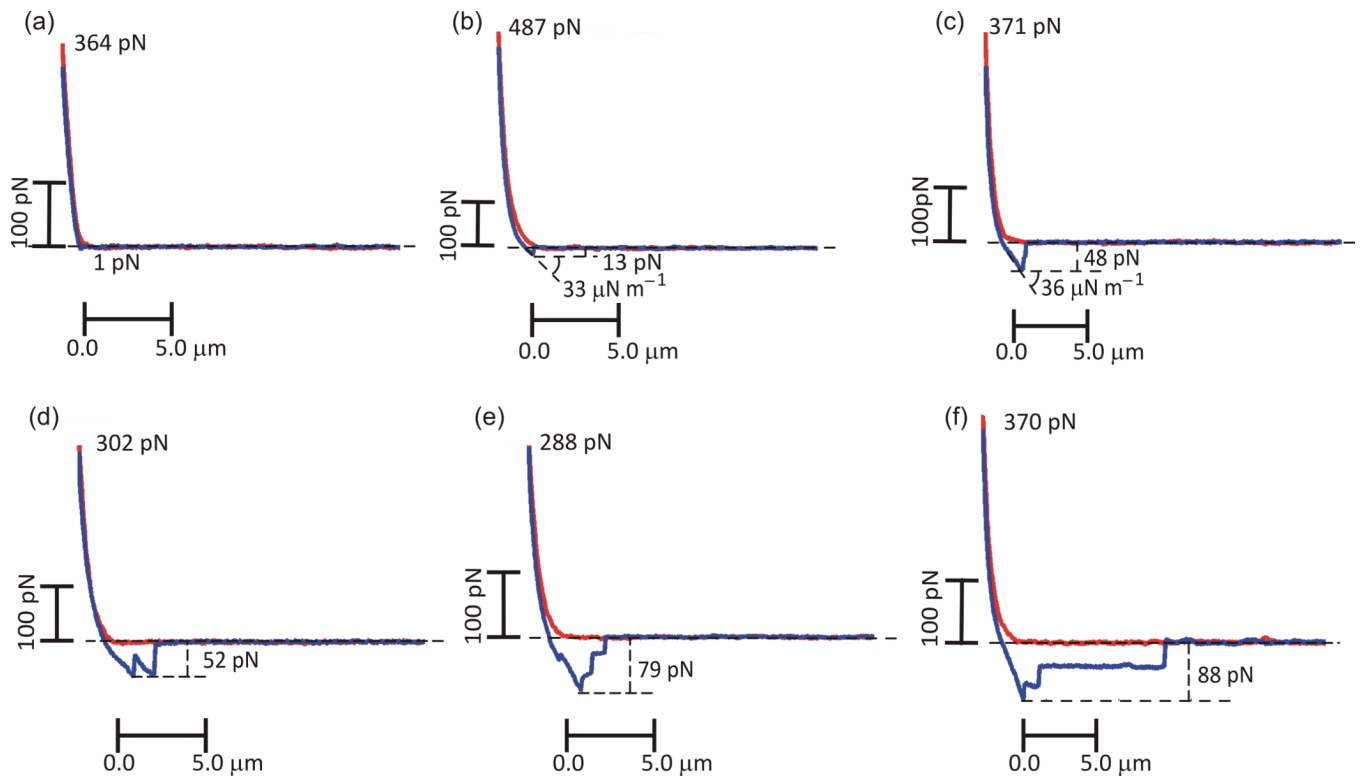 (a)
364 pN
100 pN
1 pN
0.0
5.0 μm
(b)
487 pN
100 pN
13 pN
33 μN m⁻¹
0.0
5.0 μm
(c)
371 pN
100pN
48 pN
36 μN m⁻¹
0.0
5.0 μm
(d)
302 pN
100 pN
52 pN
0.0
5.0 μm
(e)
288 pN
100 pN
79 pN
0.0
5.0 μm
(f)
370 pN
100 pN
88 pN
0.0
5.0 μm